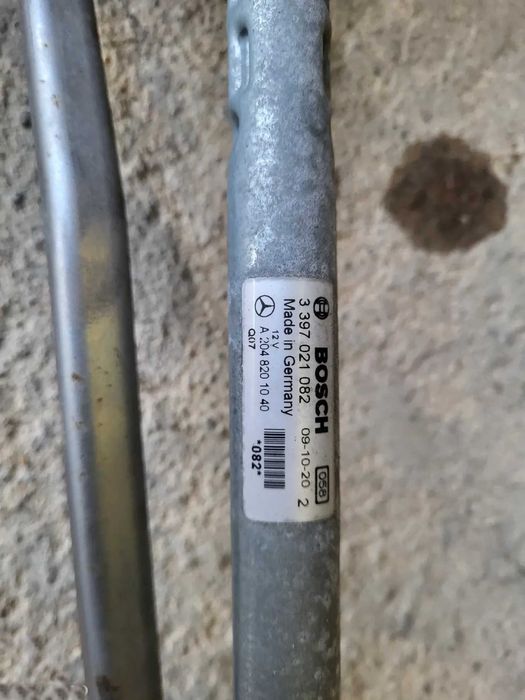 BOSCH 058
3 397 021 082 09-10-20 2
Made in Germany
12 V
A 204 820 10 40
Q07
*082*